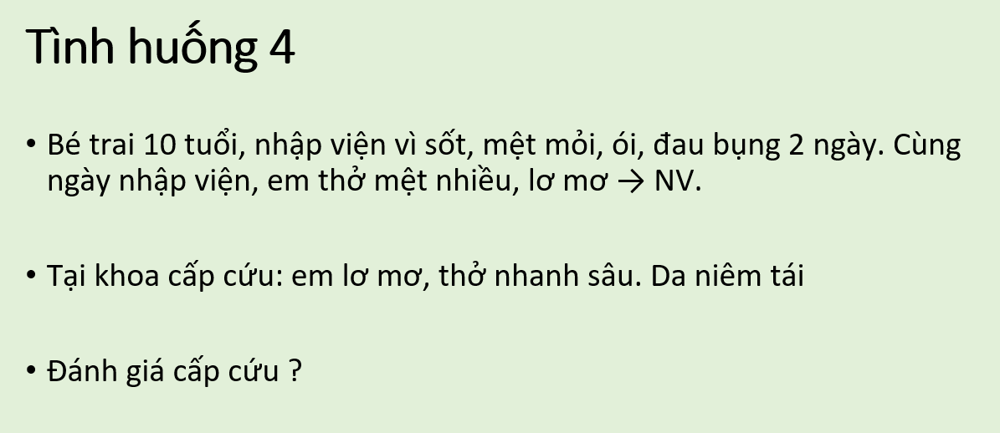 Tình huống 4
• Bé trai 10 tuổi, nhập viện vì sốt, mệt mỏi, ói, đau bụng 2 ngày. Cùng
ngày nhập viện, em thở mệt nhiều, lơ mơ → NV.
• Tại khoa cấp cứu: em lơ mơ, thở nhanh sâu. Da niêm tái
• Đánh giá cấp cứu ?